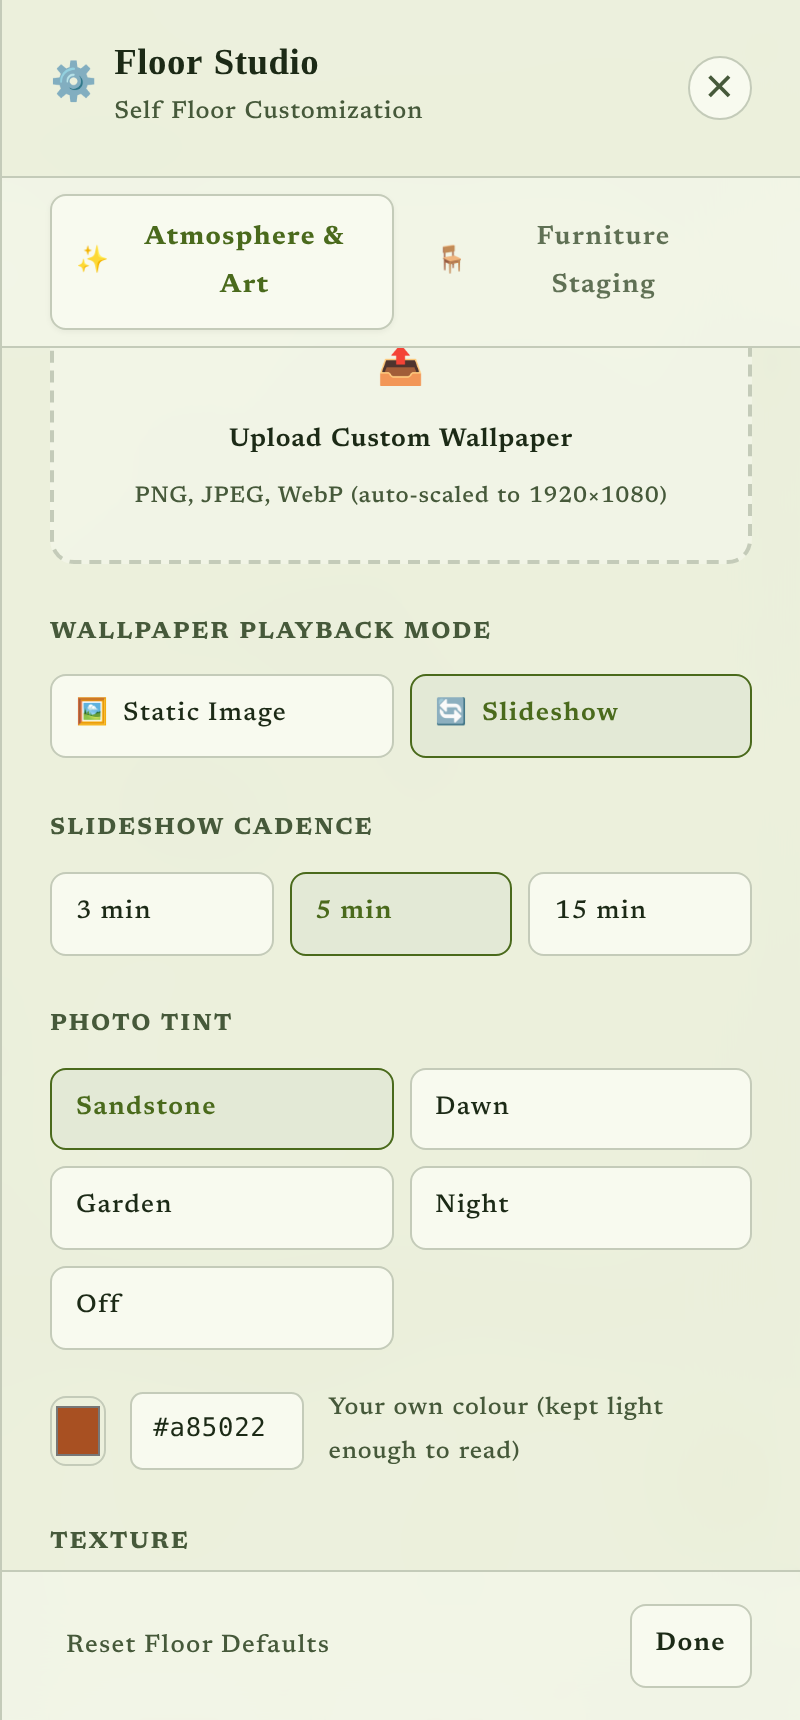 Floor Studio
Self Floor Customization
Atmosphere &
Art
Furniture
Staging
Upload Custom Wallpaper
PNG, JPEG, WebP (auto-scaled to 1920×1080)
WALLPAPER PLAYBACK MODE
Static Image
Slideshow
SLIDESHOW CADENCE
3 min
5 min
15 min
PHOTO TINT
Sandstone
Dawn
Garden
Night
Off
#a85022
Your own colour (kept light
enough to read)
TEXTURE
Reset Floor Defaults
Done